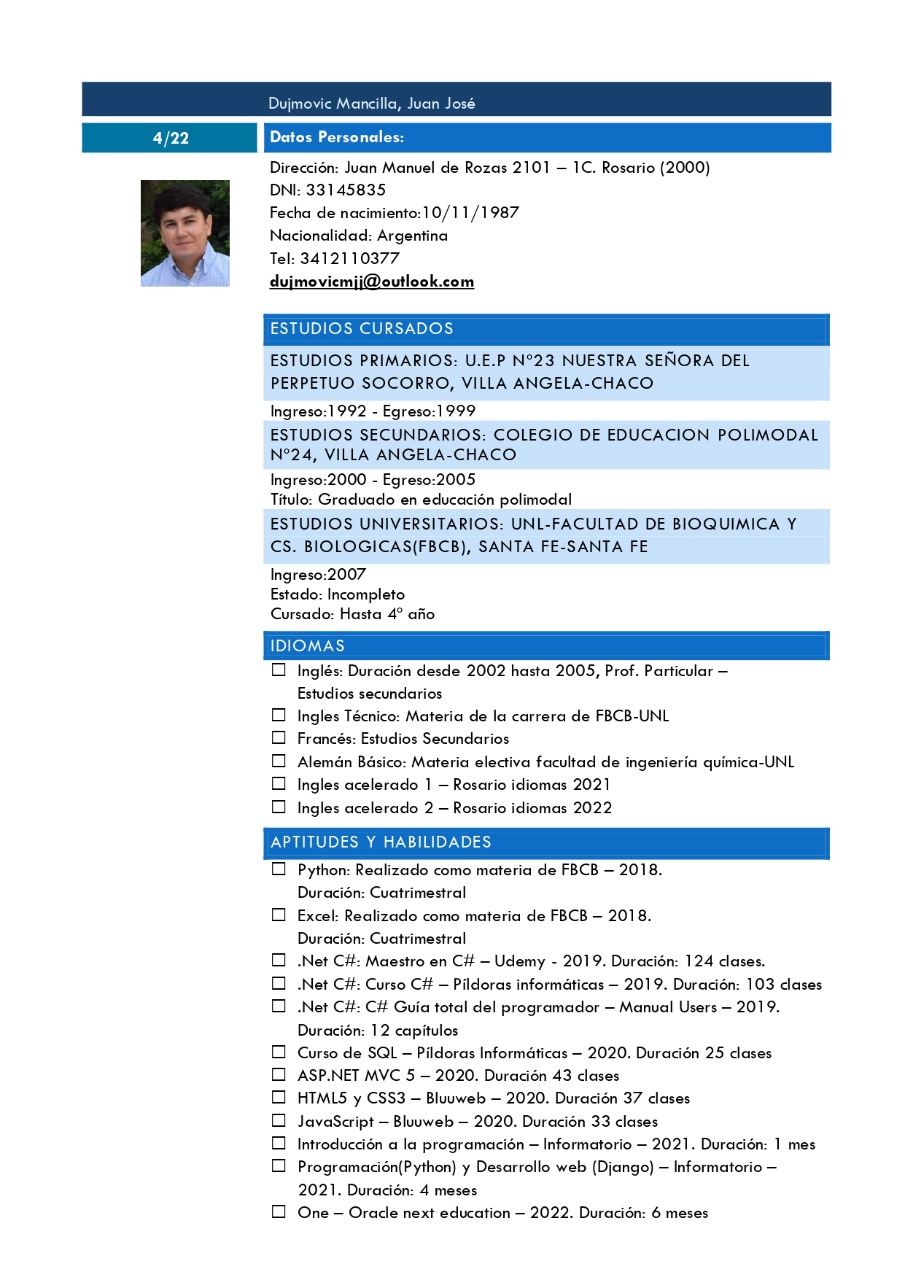 Dujmovic Mancilla, Juan José
4/22
Datos Personales:
Dirección: Juan Manuel de Rozas 2101 – 1C. Rosario (2000)
DNI: 33145835
Fecha de nacimiento:10/11/1987
Nacionalidad: Argentina
Tel: 3412110377
dujmovicmjj@outlook.com
ESTUDIOS CURSADOS
ESTUDIOS PRIMARIOS: U.E.P Nº23 NUESTRA SEÑORA DEL
PERPETUO SOCORRO, VILLA ANGELA-CHACO
Ingreso:1992 - Egreso:1999
ESTUDIOS SECUNDARIOS: COLEGIO DE EDUCACION POLIMODAL
Nº24, VILLA ANGELA-CHACO
Ingreso:2000 - Egreso:2005
Título: Graduado en educación polimodal
ESTUDIOS UNIVERSITARIOS: UNL-FACULTAD DE BIOQUIMICA Y
CS. BIOLOGICAS(FBCB), SANTA FE-SANTA FE
Ingreso:2007
Estado: Incompleto
Cursado: Hasta 4º año
IDIOMAS
☐ Inglés: Duración desde 2002 hasta 2005, Prof. Particular –
Estudios secundarios
☐ Ingles Técnico: Materia de la carrera de FBCB-UNL
☐ Francés: Estudios Secundarios
☐ Alemán Básico: Materia electiva facultad de ingeniería química-UNL
☐ Ingles acelerado 1 – Rosario idiomas 2021
☐ Ingles acelerado 2 – Rosario idiomas 2022
APTITUDES Y HABILIDADES
☐ Python: Realizado como materia de FBCB – 2018.
Duración: Cuatrimestral
☐ Excel: Realizado como materia de FBCB – 2018.
Duración: Cuatrimestral
☐ .Net C#: Maestro en C# – Udemy - 2019. Duración: 124 clases.
☐ .Net C#: Curso C# – Píldoras informáticas – 2019. Duración: 103 clases
☐ .Net C#: C# Guía total del programador – Manual Users – 2019.
Duración: 12 capítulos
☐ Curso de SQL – Píldoras Informáticas – 2020. Duración 25 clases
☐ ASP.NET MVC 5 – 2020. Duración 43 clases
☐ HTML5 y CSS3 – Bluuweb – 2020. Duración 37 clases
☐ JavaScript – Bluuweb – 2020. Duración 33 clases
☐ Introducción a la programación – Informatorio – 2021. Duración: 1 mes
☐ Programación(Python) y Desarrollo web (Django) – Informatorio –
2021. Duración: 4 meses
☐ One – Oracle next education – 2022. Duración: 6 meses